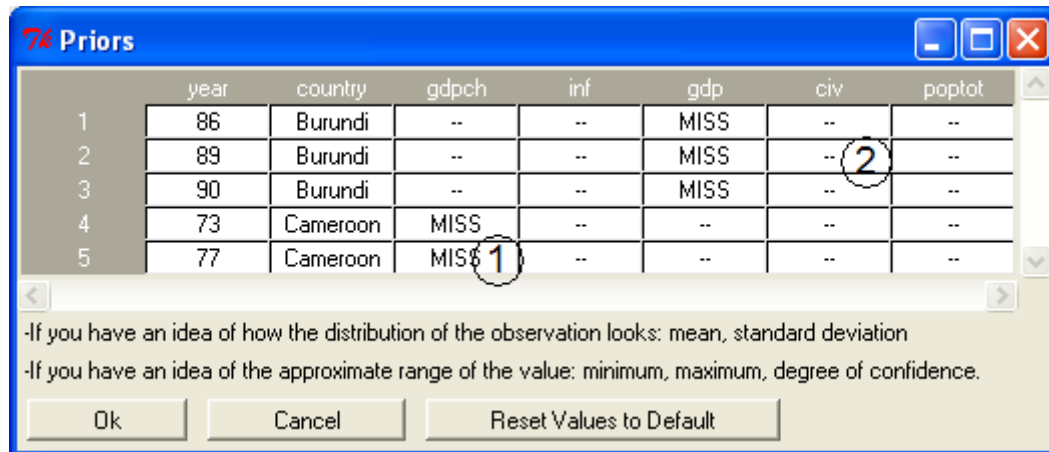 Priors
year country gdpch inf gdp civ poptot
1 86 Burundi -- -- MISS -- --
2 89 Burundi -- -- MISS -- --
2
3 90 Burundi -- -- MISS -- --
4 73 Cameroon MISS -- -- -- --
5 77 Cameroon MISS -- -- -- --
1
-If you have an idea of how the distribution of the observation looks: mean, standard deviation
-If you have an idea of the approximate range of the value: minimum, maximum, degree of confidence.
Ok Cancel Reset Values to Default